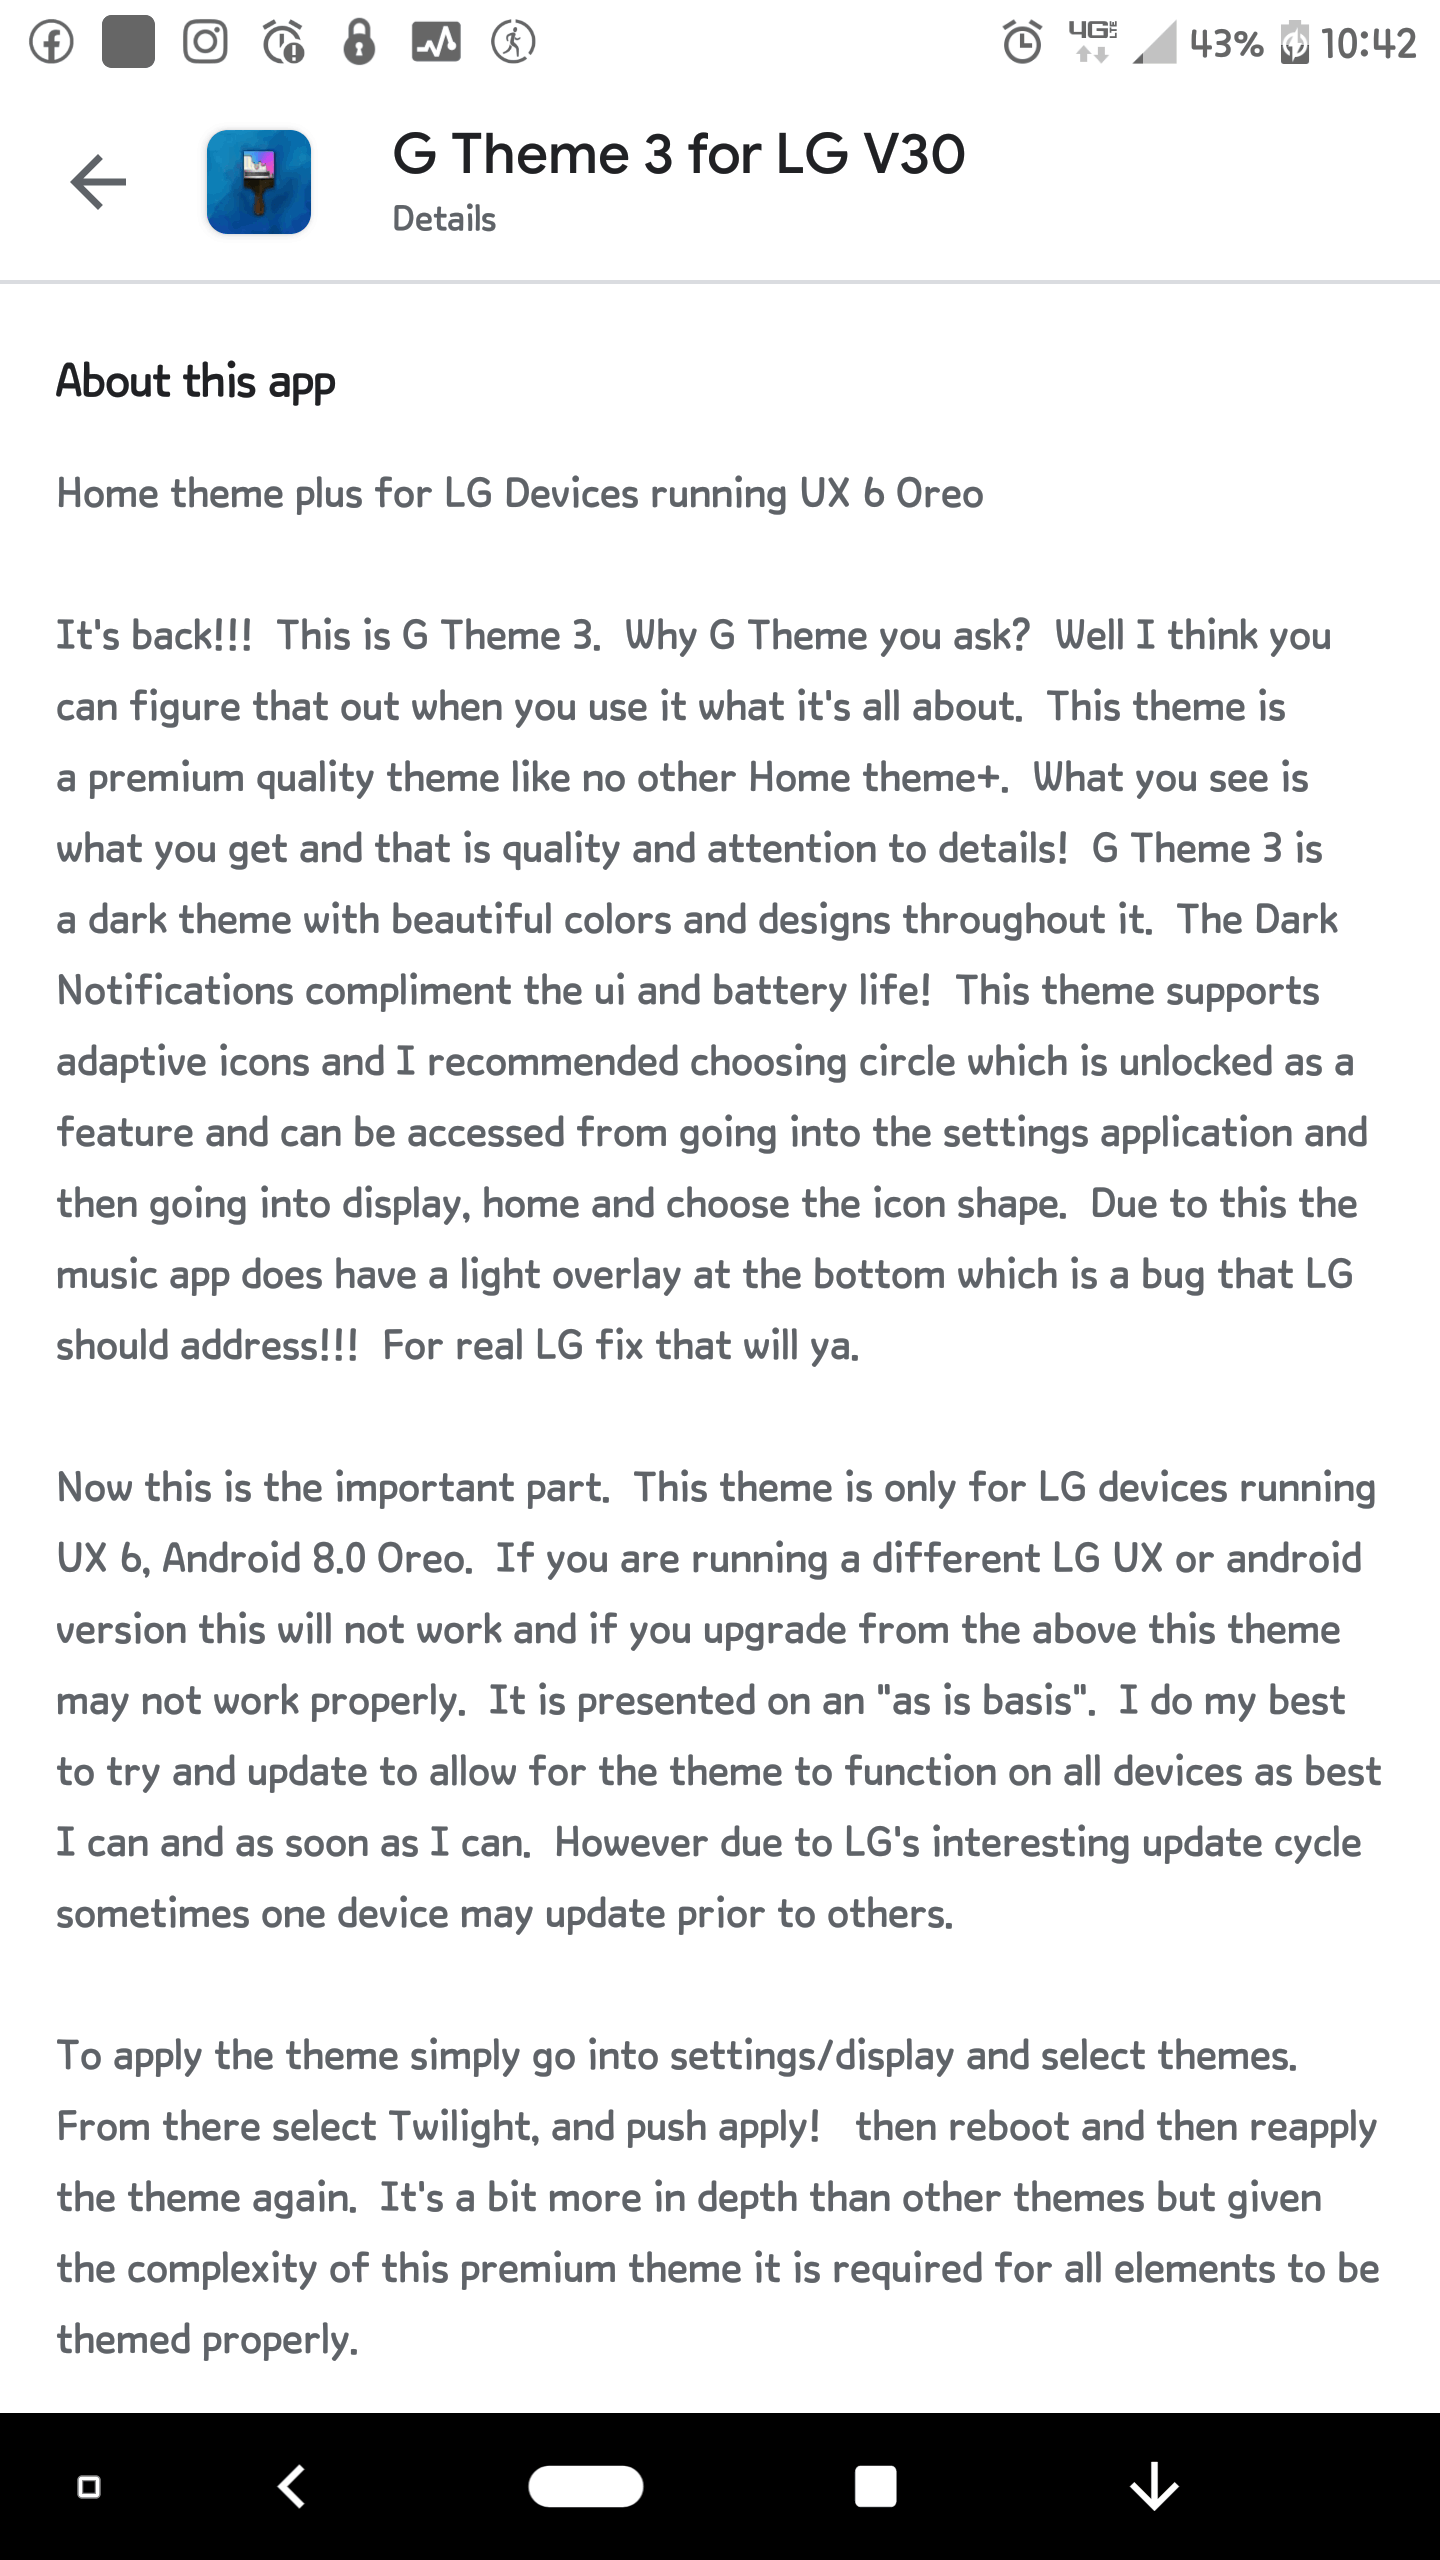 4G LTE 43% 10:42
G Theme 3 for LG V30
Details
About this app
Home theme plus for LG Devices running UX 6 Oreo
It's back!!!  This is G Theme 3.  Why G Theme you ask?  Well I think you
can figure that out when you use it what it's all about.  This theme is
a premium quality theme like no other Home theme+.  What you see is
what you get and that is quality and attention to details!  G Theme 3 is
a dark theme with beautiful colors and designs throughout it.  The Dark
Notifications compliment the ui and battery life!  This theme supports
adaptive icons and I recommended choosing circle which is unlocked as a
feature and can be accessed from going into the settings application and
then going into display, home and choose the icon shape.  Due to this the
music app does have a light overlay at the bottom which is a bug that LG
should address!!!  For real LG fix that will ya.
Now this is the important part.  This theme is only for LG devices running
UX 6, Android 8.0 Oreo.  If you are running a different LG UX or android
version this will not work and if you upgrade from the above this theme
may not work properly.  It is presented on an "as is basis".  I do my best
to try and update to allow for the theme to function on all devices as best
I can and as soon as I can.  However due to LG's interesting update cycle
sometimes one device may update prior to others.
To apply the theme simply go into settings/display and select themes.
From there select Twilight, and push apply!   then reboot and then reapply
the theme again.  It's a bit more in depth than other themes but given
the complexity of this premium theme it is required for all elements to be
themed properly.